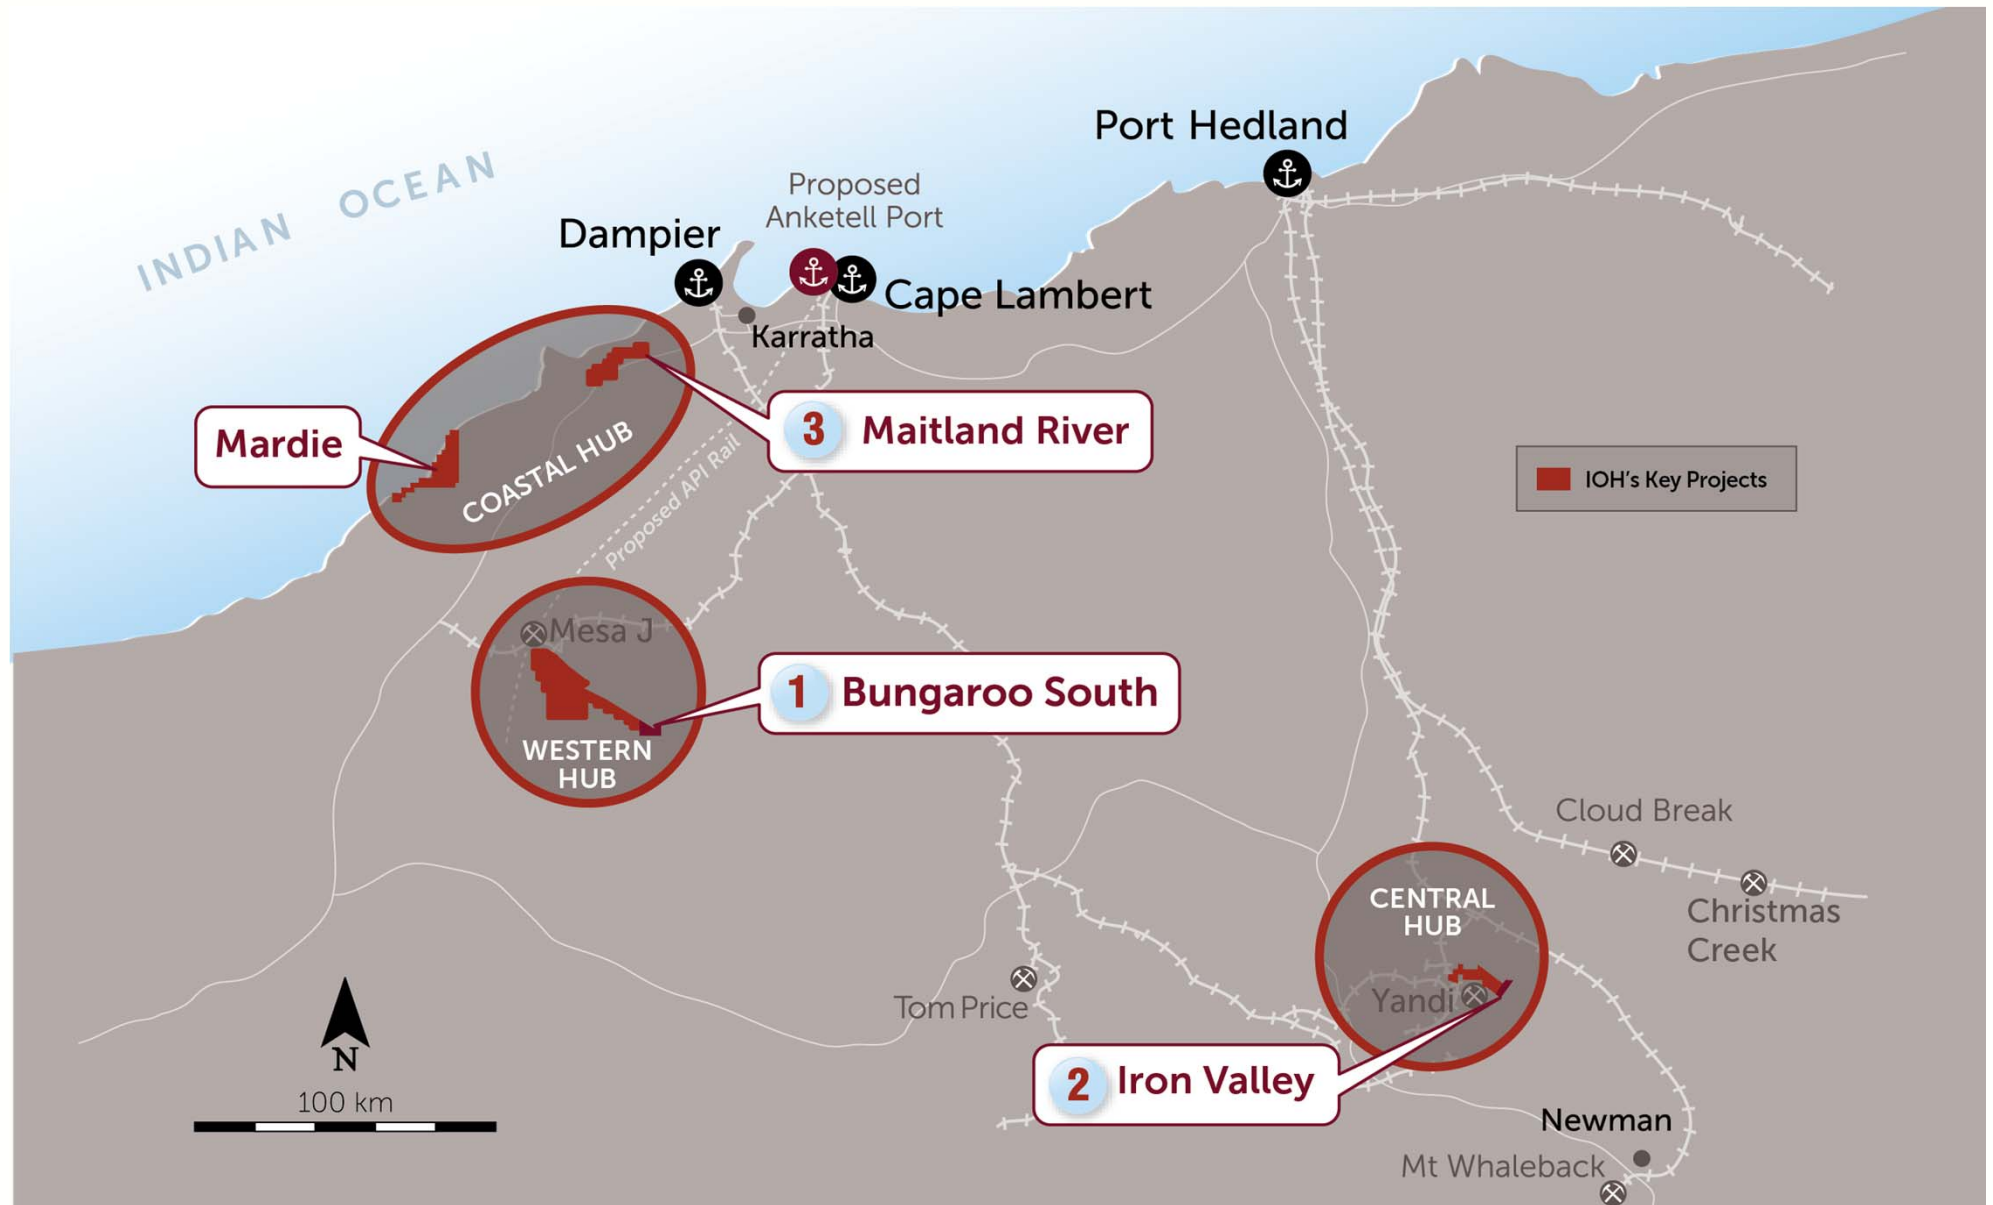 Port Hedland
INDIAN OCEAN
Proposed
Anketell Port
Dampier
Cape Lambert
Karratha
Mardie
3 Maitland River
COASTAL HUB
Proposed API Rail
IOH's Key Projects
Mesa J
1 Bungaroo South
WESTERN
HUB
Cloud Break
CENTRAL
HUB
Christmas
Creek
Yandi
Tom Price
N
2 Iron Valley
100 km
Newman
Mt Whaleback